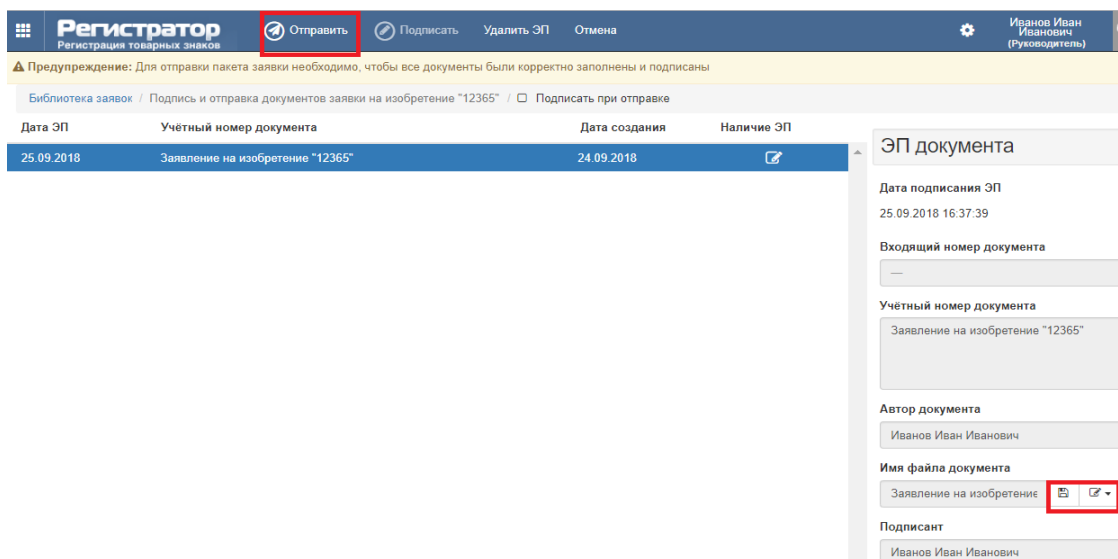 Регистратор
Регистрация товарных знаков
Отправить
Подписать
Удалить ЭП
Отмена
Иванов Иван
Иванович
(Руководитель)
Предупреждение: Для отправки пакета заявки необходимо, чтобы все документы были корректно заполнены и подписаны
Библиотека заявок / Подпись и отправка документов заявки на изобретение "12365" / Подписать при отправке
Дата ЭП Учётный номер документа Дата создания Наличие ЭП
25.09.2018 Заявление на изобретение "12365" 24.09.2018
ЭП документа
Дата подписания ЭП
25.09.2018 16:37:39
Входящий номер документа
—
Учётный номер документа
Заявление на изобретение "12365"
Автор документа
Иванов Иван Иванович
Имя файла документа
Заявление на изобретение
Подписант
Иванов Иван Иванович